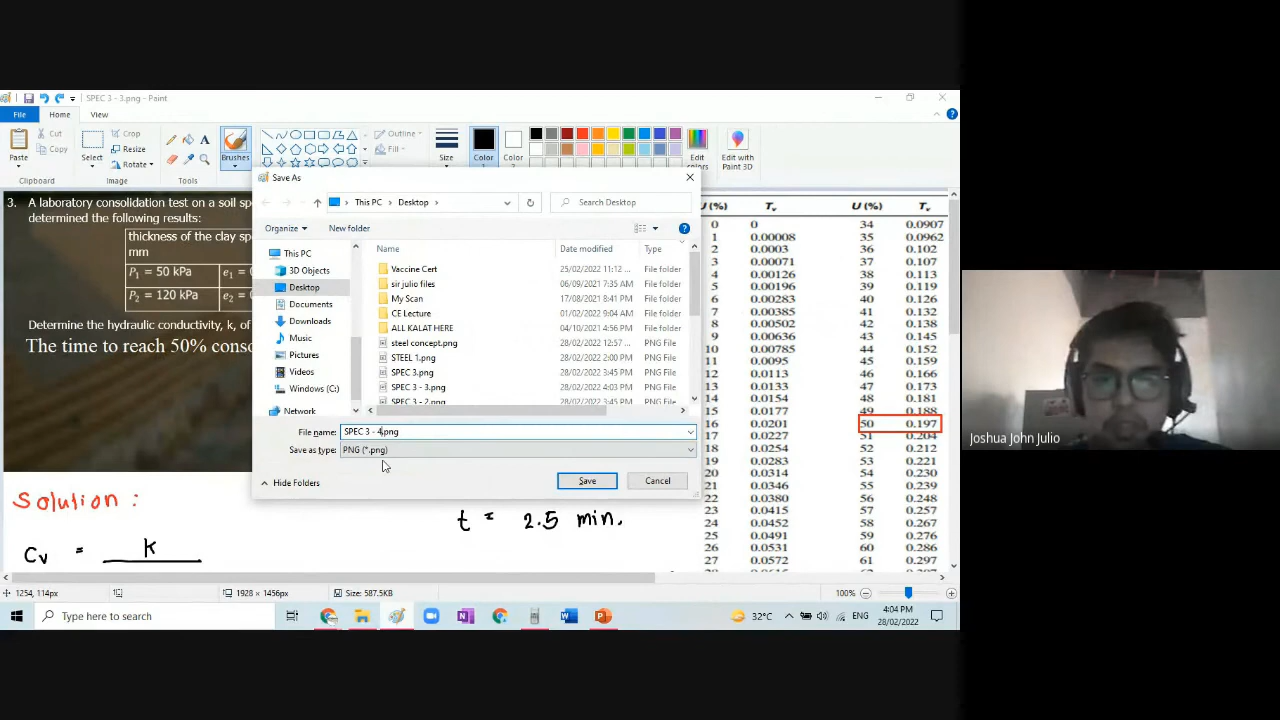 SPEC 3 - 3.png - Paint
File
Home
View
Paste
Cut
Copy
Clipboard
Select
Crop
Resize
Rotate
Image
Tools
Brushes
Outline
Fill
Size
Color
1
Color
2
Edit
colors
Edit with
Paint 3D
3. A laboratory consolidation test on a soil
determined the following results:
thickness of the clay
mm
P1 = 50 kPa
e1 =
P2 = 120 kPa
e2 =
Determine the hydraulic conductivity, k, of
The time to reach 50%
Solution :
Cv = k
t = 2.5 min.
Save As
This PC > Desktop >
Search Desktop
Organize
New folder
This PC
3D Objects
Desktop
Documents
Downloads
Music
Pictures
Videos
Windows (C:)
Network
Name Date modified Type
Vaccine Cert 25/02/2022 11:12 ... File folder
sir julio files 06/09/2021 7:35 AM File folder
My Scan 17/08/2021 8:41 PM File folder
CE Lecture 01/02/2022 9:04 AM File folder
ALL KALAT HERE 04/10/2021 4:56 PM File folder
steel concept.png 28/02/2022 12:57 ... PNG File
STEEL 1.png 28/02/2022 2:00 PM PNG File
SPEC 3.png 28/02/2022 3:45 PM PNG File
SPEC 3 - 3.png 28/02/2022 4:03 PM PNG File
SPEC 3 - 2.png 28/02/2022 3:45 PM PNG File
File name: SPEC 3 - 4.png
Save as type: PNG (*.png)
Hide Folders
Save
Cancel
U (%) Tv U (%) Tv
0 0 34 0.0907
1 0.00008 35 0.0962
2 0.0003 36 0.102
3 0.00071 37 0.107
4 0.00126 38 0.113
5 0.00196 39 0.119
6 0.00283 40 0.126
7 0.00385 41 0.132
8 0.00502 42 0.138
9 0.00636 43 0.145
10 0.00785 44 0.152
11 0.0095 45 0.159
12 0.0113 46 0.166
13 0.0133 47 0.173
14 0.0154 48 0.181
15 0.0177 49 0.188
16 0.0201 50 0.197
17 0.0227 51 0.204
18 0.0254 52 0.212
19 0.0283 53 0.221
20 0.0314 54 0.230
21 0.0346 55 0.239
22 0.0380 56 0.248
23 0.0415 57 0.257
24 0.0452 58 0.267
25 0.0491 59 0.276
26 0.0531 60 0.286
27 0.0572 61 0.297
Joshua John Julio
1254, 114px
1928 × 1456px
Size: 587.5KB
100%
Type here to search
32°C
ENG
4:04 PM
28/02/2022